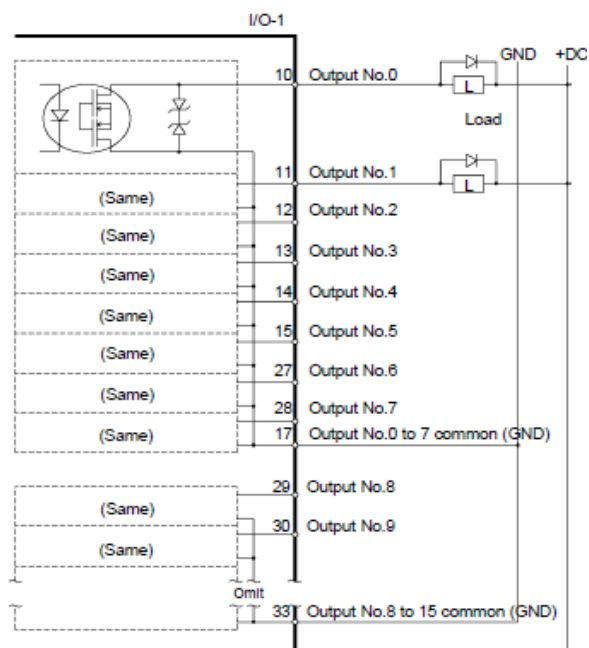 I/O-1
GND +DC
10 Output No.0
L
Load
11 Output No.1
L
(Same)
12 Output No.2
(Same)
13 Output No.3
(Same)
14 Output No.4
(Same)
15 Output No.5
(Same)
27 Output No.6
(Same)
28 Output No.7
(Same)
17 Output No.0 to 7 common (GND)
29 Output No.8
(Same)
30 Output No.9
(Same)
Omit
33 Output No.8 to 15 common (GND)